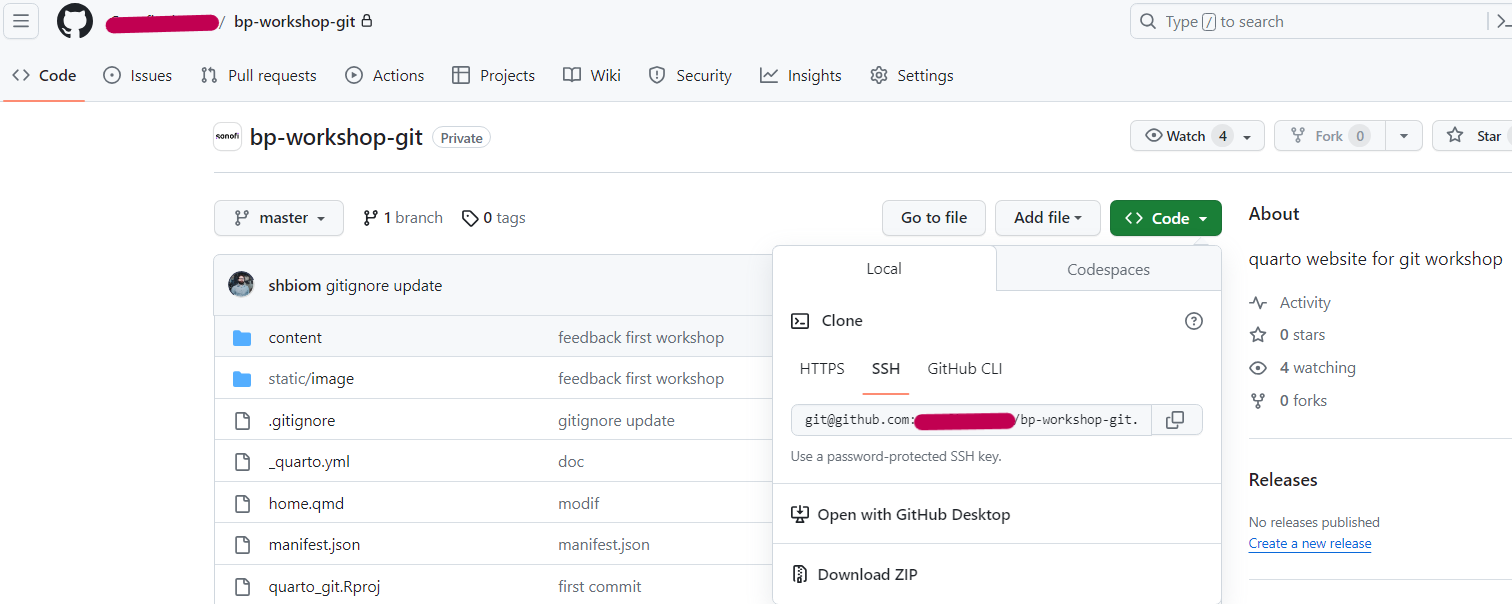 / bp-workshop-git
Type / to search
Code Issues Pull requests Actions Projects Wiki Security Insights Settings
sanofi bp-workshop-git Private
Watch 4 Fork 0 Star
master 1 branch 0 tags Go to file Add file Code
About
quarto website for git workshop
Local Codespaces
shbiom gitignore update
Activity
Clone
content feedback first workshop
0 stars
HTTPS SSH GitHub CLI
4 watching
static/image feedback first workshop
0 forks
.gitignore gitignore update
git@github.com: /bp-workshop-git.
Use a password-protected SSH key.
_quarto.yml doc
Releases
home.qmd modif
Open with GitHub Desktop
No releases published
Create a new release
manifest.json manifest.json
Download ZIP
quarto_git.Rproj first commit